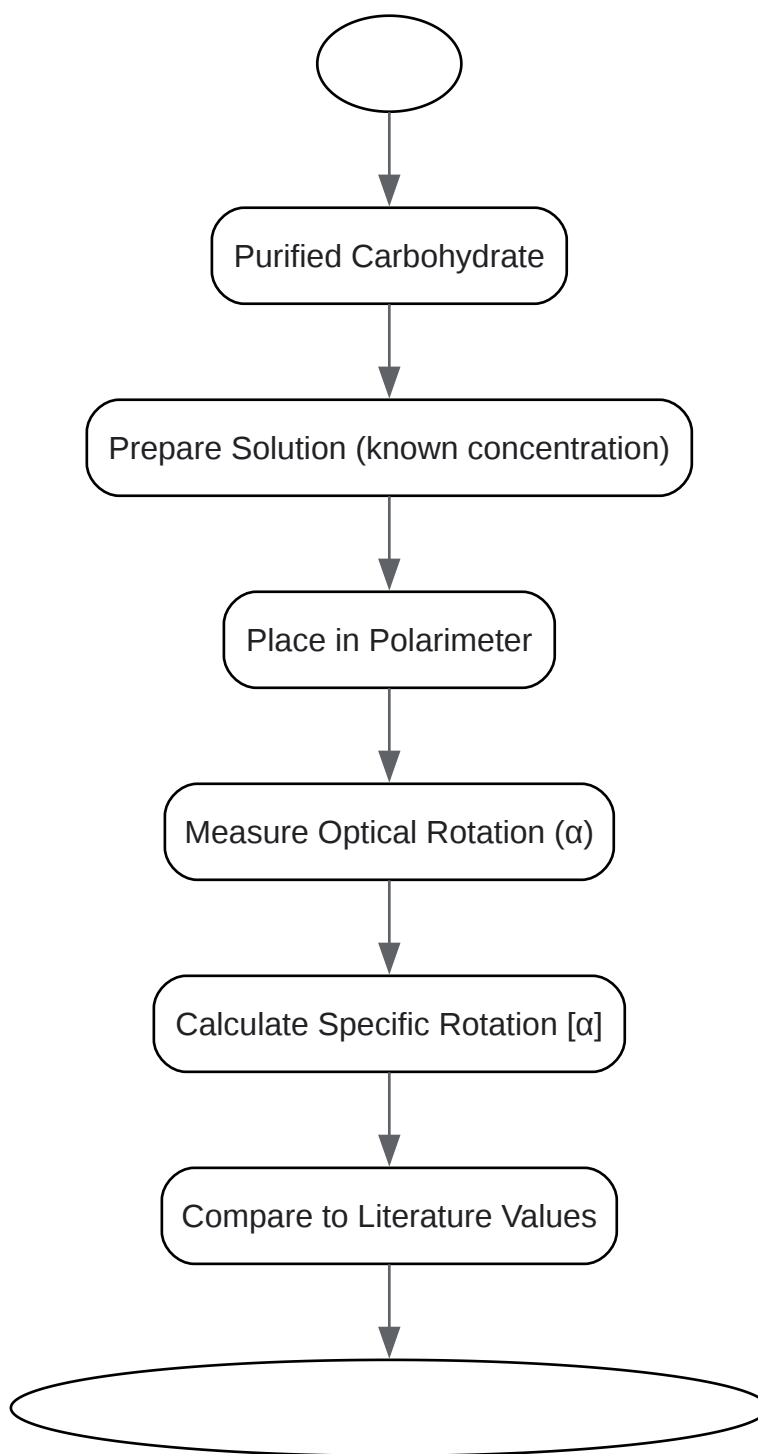 Purified Carbohydrate
Prepare Solution (known concentration)
Place in Polarimeter
Measure Optical Rotation (α)
Calculate Specific Rotation [α]
Compare to Literature Values